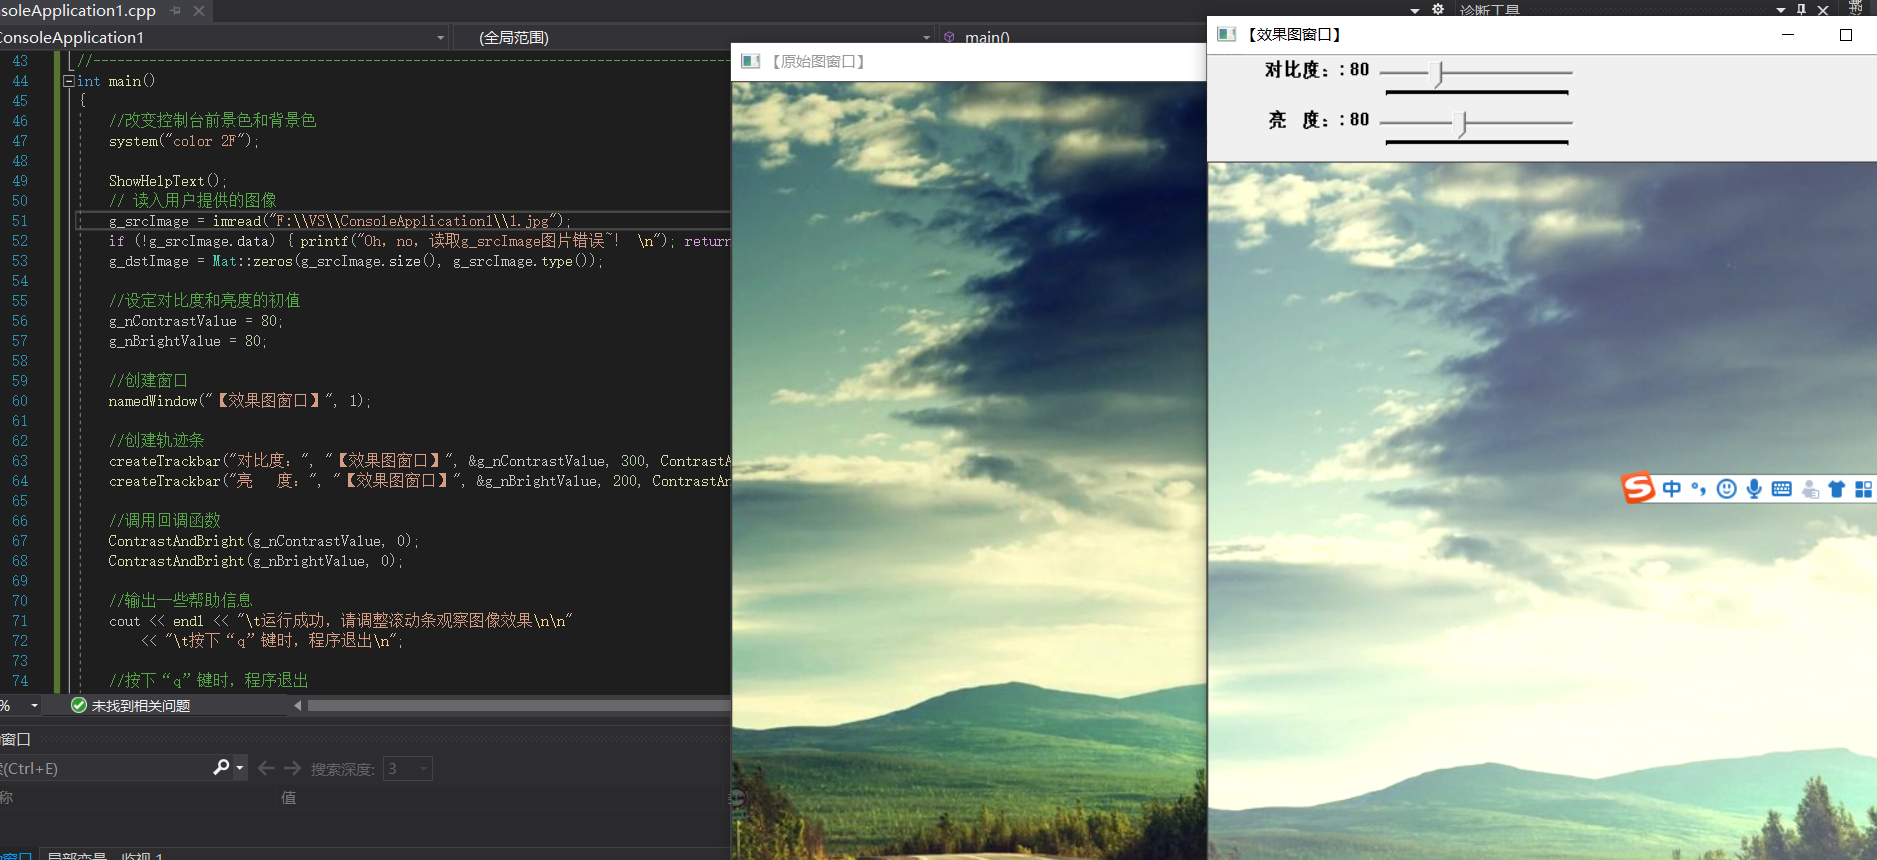 soleApplication1.cpp
诊断工具
ConsoleApplication1
(全局范围)
main()
43 //
44 int main()
45 {
46 //改变控制台前景色和背景色
47 system("color 2F");
48
49 ShowHelpText();
50 // 读入用户提供的图像
51 g_srcImage = imread("F:\\VS\\ConsoleApplication1\\1.jpg");
52 if (!g_srcImage.data) { printf("Oh, no, 读取g_srcImage图片错误~! \n"); return
53 g_dstImage = Mat::zeros(g_srcImage.size(), g_srcImage.type());
54
55 //设定对比度和亮度的初值
56 g_nContrastValue = 80;
57 g_nBrightValue = 80;
58
59 //创建窗口
60 namedWindow("【效果图窗口】", 1);
61
62 //创建轨迹条
63 createTrackbar("对比度：", "【效果图窗口】", &g_nContrastValue, 300, ContrastA
64 createTrackbar("亮   度：", "【效果图窗口】", &g_nBrightValue, 200, ContrastAn
65
66 //调用回调函数
67 ContrastAndBright(g_nContrastValue, 0);
68 ContrastAndBright(g_nBrightValue, 0);
69
70 //输出一些帮助信息
71 cout << endl << "\t运行成功，请调整滚动条观察图像效果\n\n"
72 << "\t按下“q”键时，程序退出\n";
73
74 //按下“q”键时，程序退出
%
未找到相关问题
窗口
(Ctrl+E)
搜索深度:
3
称
值
窗口
局部变量
监视 1
【原始图窗口】
【效果图窗口】
对比度：: 80
亮   度：: 80
S 中